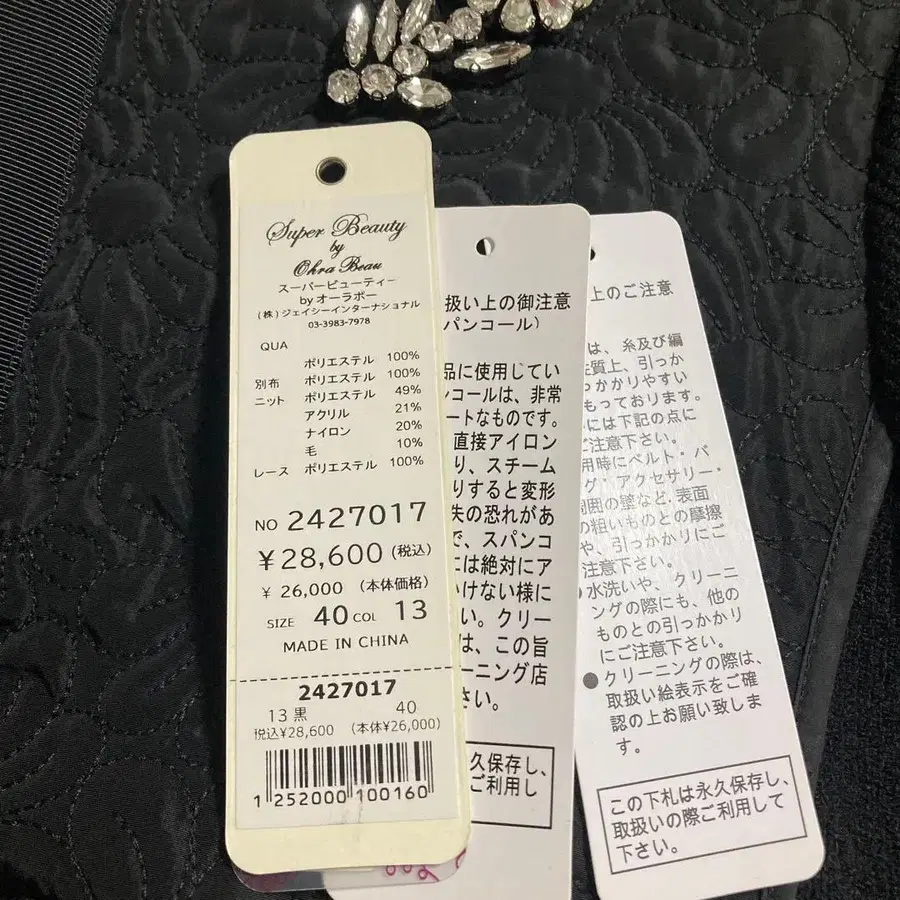 Super Beauty
by
Ohra Beau
スーパービューティー
by オーラボー
(株)ジェイシーインターナショナル
03-3983-7978
QUA
ポリエステル 100%
別布 ポリエステル 100%
ニット ポリエステル 49%
アクリル 21%
ナイロン 20%
毛 10%
レース ポリエステル 100%
NO 2427017
¥28,600 (税込)
¥ 26,000 (本体価格)
SIZE 40 COL 13
MADE IN CHINA
2427017
13 黒 40
税込¥28,600 (本体¥26,000)
1 252000 100160
扱い上の御注意
パンコール)
品に使用してい
ンコールは、非常
ートなものです。
直接アイロン
り、スチーム
りすると変形
失の恐れがあ
で、スパンコ
には絶対にア
いけない様に
い。クリー
は、この旨
ーニング店
さい。
久保存し、
ご利用し
上のご注意
は、糸及び編
性質上、引っか
っかかりやすい
もっております。
には下記の点に
ご注意下さい。
用時にベルト・バ
グ・アクセサリー・
周囲の壁など、表面
の粗いものとの摩擦
や、引っかかりにご
注意下さい。
水洗いや、クリーニ
ングの際にも、他の
ものとの引っかかり
にご注意下さい。
●クリーニングの際は、
取扱い絵表示をご確
認の上お願い致しま
す。
この下札は永久保存し、
取扱いの際ご利用して
下さい。